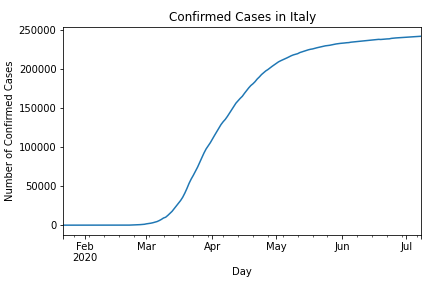 Confirmed Cases in Italy
250000
200000
150000
100000
50000
0
Number of Confirmed Cases
Feb Mar Apr May Jun Jul
2020
Day